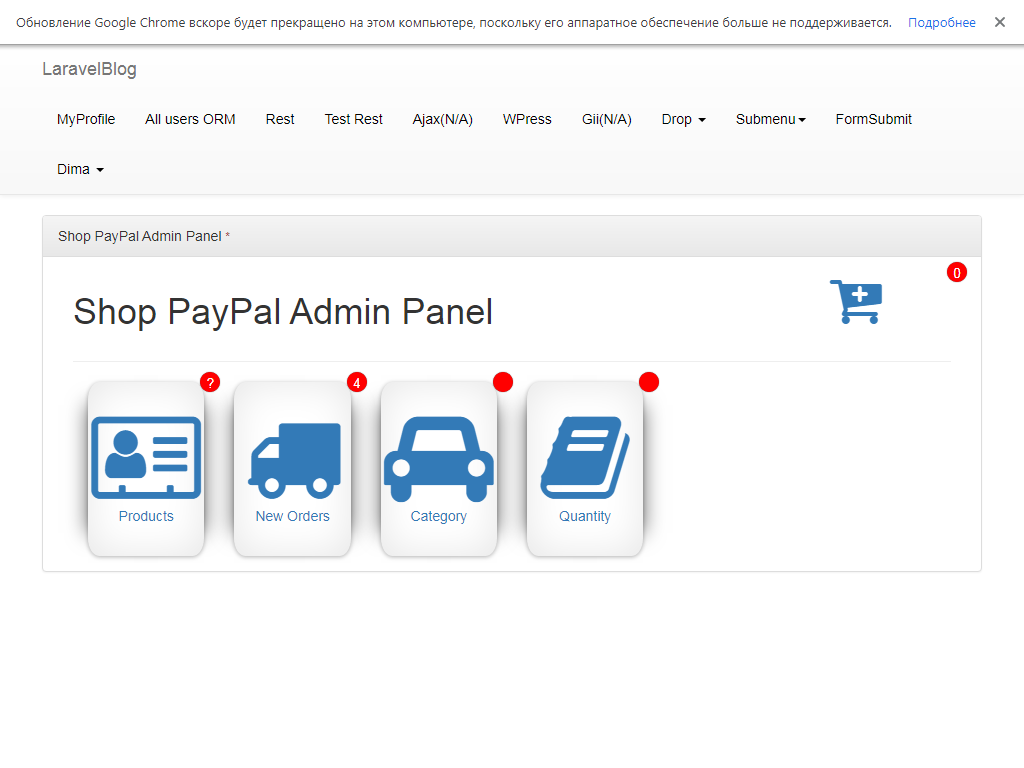 Обновление Google Chrome вскоре будет прекращено на этом компьютере, поскольку его аппаратное обеспечение больше не поддерживается. Подробнее
LaravelBlog
MyProfile All users ORM Rest Test Rest Ajax(N/A) WPress Gii(N/A) Drop Submenu FormSubmit
Dima
Shop PayPal Admin Panel *
0
Shop PayPal Admin Panel
? 4
Products New Orders Category Quantity